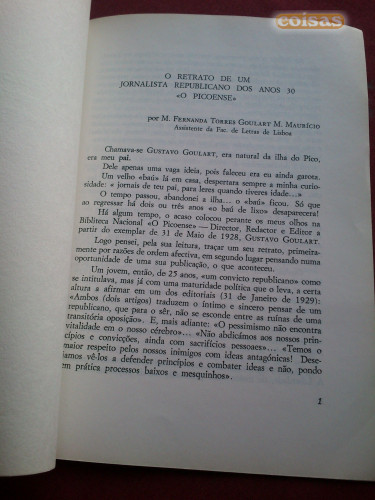 coisas
O RETRATO DE UM
JORNALISTA REPUBLICANO DOS ANOS 30
«O PICOENSE»
por M. FERNANDA TORRES GOULART M. MAURÍCIO
Assistente da Fac. de Letras de Lisboa
Chamava-se GUSTAVO GOULART, era natural da ilha do Pico,
era meu pai.
Dele apenas uma vaga ideia, pois faleceu era eu ainda garota.
Um velho «baú» lá em casa, despertara sempre a minha curio-
sidade: « jornais de teu pai, para leres quando tiveres idade...»
O tempo passou, abandonei a ilha... o «baú» ficou. Só que
ao regressar há dois ou três anos «o baú de lixo» desaparecera!
Há algum tempo, o acaso colocou perante os meus olhos na
Biblioteca Nacional «O Picoense» — Director, Redactor e Editor a
partir do exemplar de 31 de Maio de 1928, GUSTAVO GOULART.
Logo pensei, pela sua leitura, traçar um seu retrato, primeira-
mente por razões de ordem afectiva, em segundo lugar pensando numa
oportunidade de uma sua publicação, o que aconteceu.
Um jovem, então, de 25 anos, «um convicto republicano» como
se intitulava, mas já com uma maturidade política que o leva, a certa
altura a afirmar em um dos editoriais (31 de Janeiro de 1929):
«Ambos (dois artigos) traduzem o íntimo e sincero pensar de um
republicano, que para o sêr, não se esconde entre as ruínas de uma
transitória oposição». E, mais adiante: «O pessimismo não encontra
vitalidade em o nosso cérebro»... «Não abdicámos aos nossos prin-
cípios e convicções, ainda com sacrifícios pessoaes»... «Temos o
maior respeito pelos nossos inimigos com ideias antagónicas! Dese-
jamos vê-los a defender princípios e combater ideas e não, pondo
em prática processos baixos e mesquinhos».
1